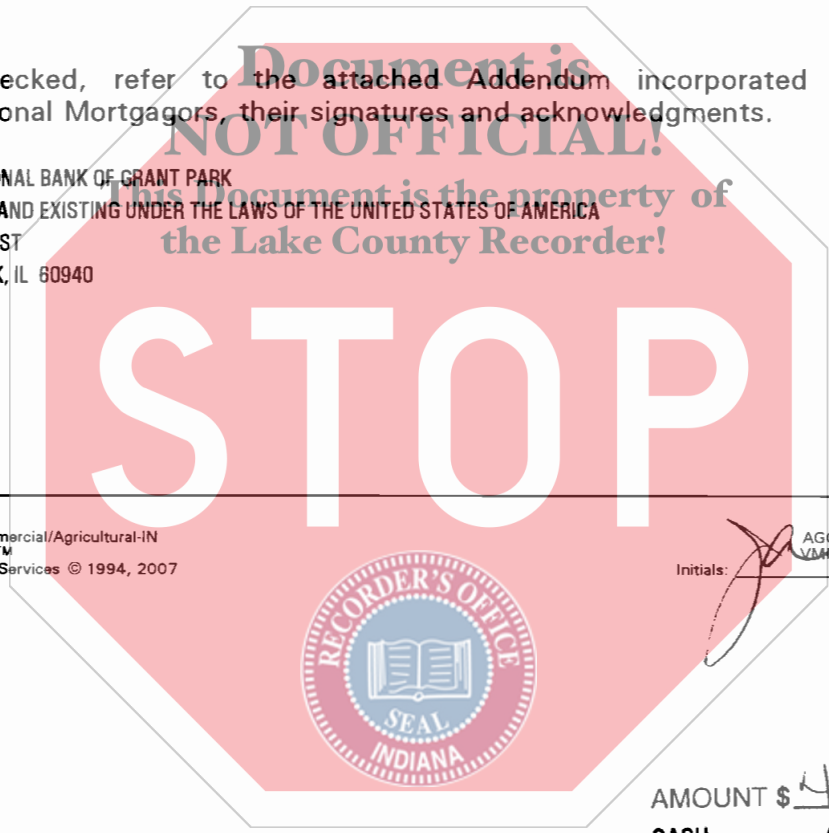 Document is
ecked, refer to the attached Addendum incorporated
onal Mortgagors, their signatures and acknowledgments.
NOT OFFICIAL!
NAL BANK OF GRANT PARK
This Document is the property of
AND EXISTING UNDER THE LAWS OF THE UNITED STATES OF AMERICA
ST
the Lake County Recorder!
, IL 60940
STOP
mercial/Agricultural-IN
Services © 1994, 2007
Initials:
RECORDER'S OFFICE
SEAL
INDIANA
AMOUNT $